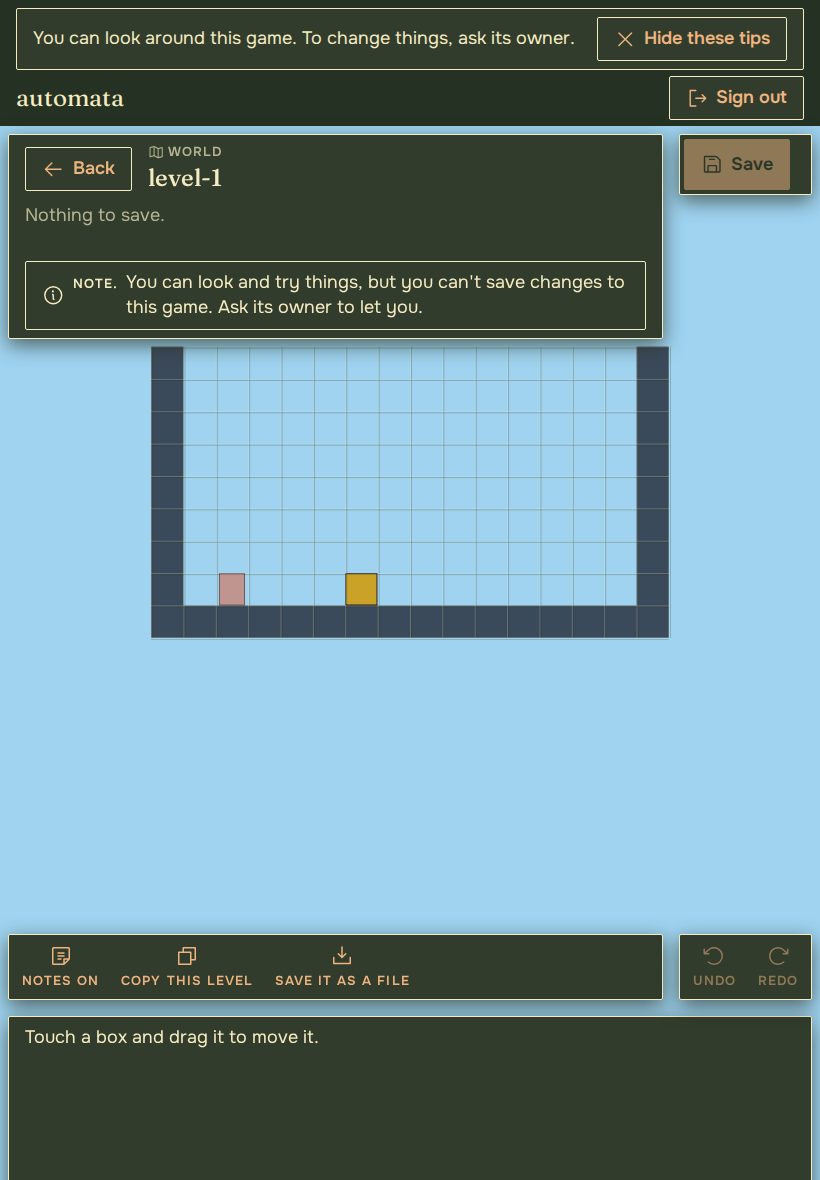 You can look around this game. To change things, ask its owner.
Hide these tips
automata
Sign out
Back
WORLD
level-1
Save
Nothing to save.
NOTE. You can look and try things, but you can't save changes to
this game. Ask its owner to let you.
NOTES ON
COPY THIS LEVEL
SAVE IT AS A FILE
UNDO
REDO
Touch a box and drag it to move it.